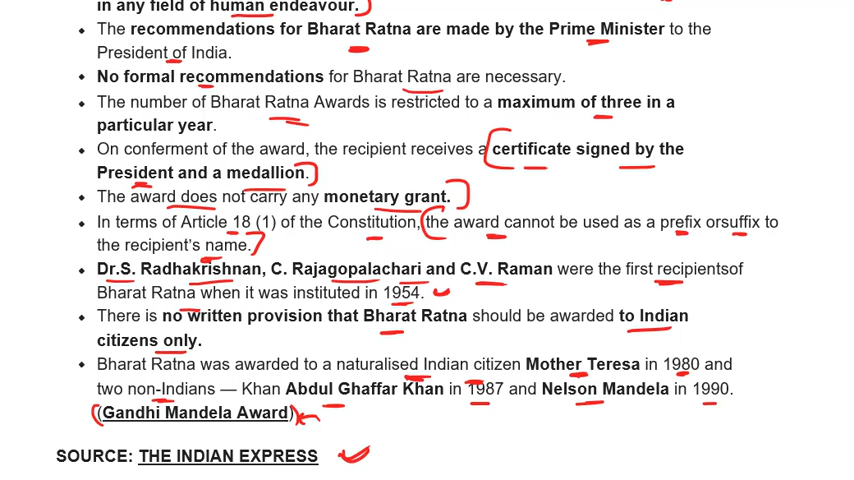 in any field of human endeavour.
• The recommendations for Bharat Ratna are made by the Prime Minister to the
President of India.
• No formal recommendations for Bharat Ratna are necessary.
• The number of Bharat Ratna Awards is restricted to a maximum of three in a
particular year.
• On conferment of the award, the recipient receives a certificate signed by the
President and a medallion.
• The award does not carry any monetary grant.
• In terms of Article 18 (1) of the Constitution, the award cannot be used as a prefix orsuffix to
the recipient's name.
• Dr.S. Radhakrishnan, C. Rajagopalachari and C.V. Raman were the first recipientsof
Bharat Ratna when it was instituted in 1954.
• There is no written provision that Bharat Ratna should be awarded to Indian
citizens only.
• Bharat Ratna was awarded to a naturalised Indian citizen Mother Teresa in 1980 and
two non-Indians — Khan Abdul Ghaffar Khan in 1987 and Nelson Mandela in 1990.
(Gandhi Mandela Award)
SOURCE: THE INDIAN EXPRESS